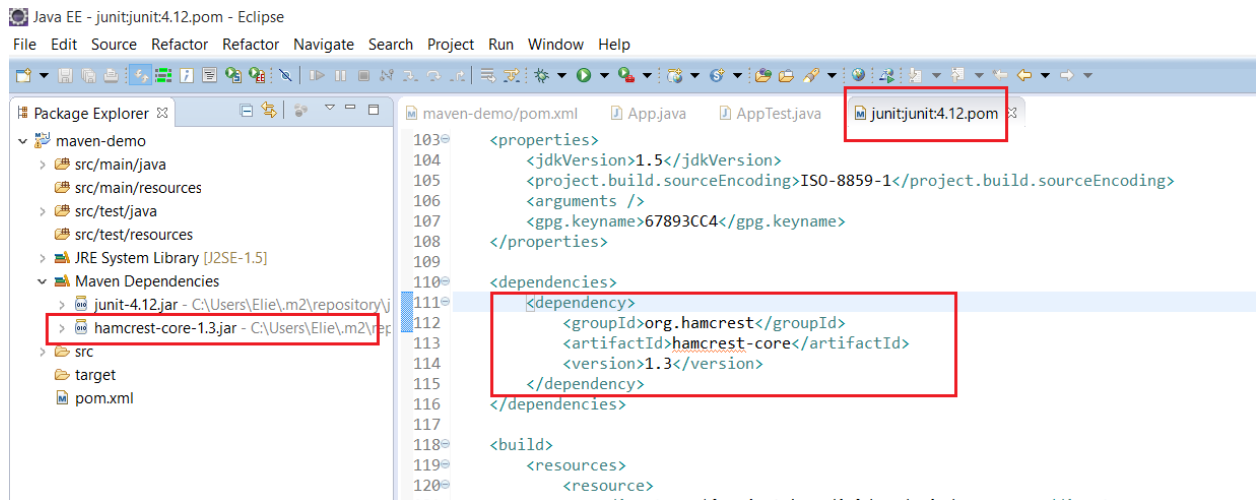 Java EE - junit:junit:4.12.pom - Eclipse
File Edit Source Refactor Refactor Navigate Search Project Run Window Help
Package Explorer
maven-demo
src/main/java
src/main/resources
src/test/java
src/test/resources
JRE System Library [J2SE-1.5]
Maven Dependencies
junit-4.12.jar - C:\Users\Elie\.m2\repository\j
hamcrest-core-1.3.jar - C:\Users\Elie\.m2\rep
src
target
pom.xml
maven-demo/pom.xml App.java AppTest.java junit:junit:4.12.pom
103 <properties>
104 <jdkVersion>1.5</jdkVersion>
105 <project.build.sourceEncoding>ISO-8859-1</project.build.sourceEncoding>
106 <arguments />
107 <gpg.keyname>67893CC4</gpg.keyname>
108 </properties>
109
110 <dependencies>
111 <dependency>
112 <groupId>org.hamcrest</groupId>
113 <artifactId>hamcrest-core</artifactId>
114 <version>1.3</version>
115 </dependency>
116 </dependencies>
117
118 <build>
119 <resources>
120 <resource>